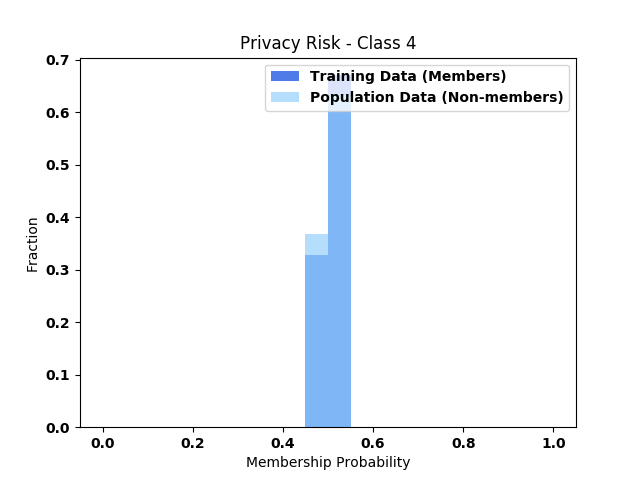 Privacy Risk - Class 4
Training Data (Members)
Population Data (Non-members)
0.7
0.6
0.5
0.4
0.3
0.2
0.1
0.0
Fraction
0.0 0.2 0.4 0.6 0.8 1.0
Membership Probability